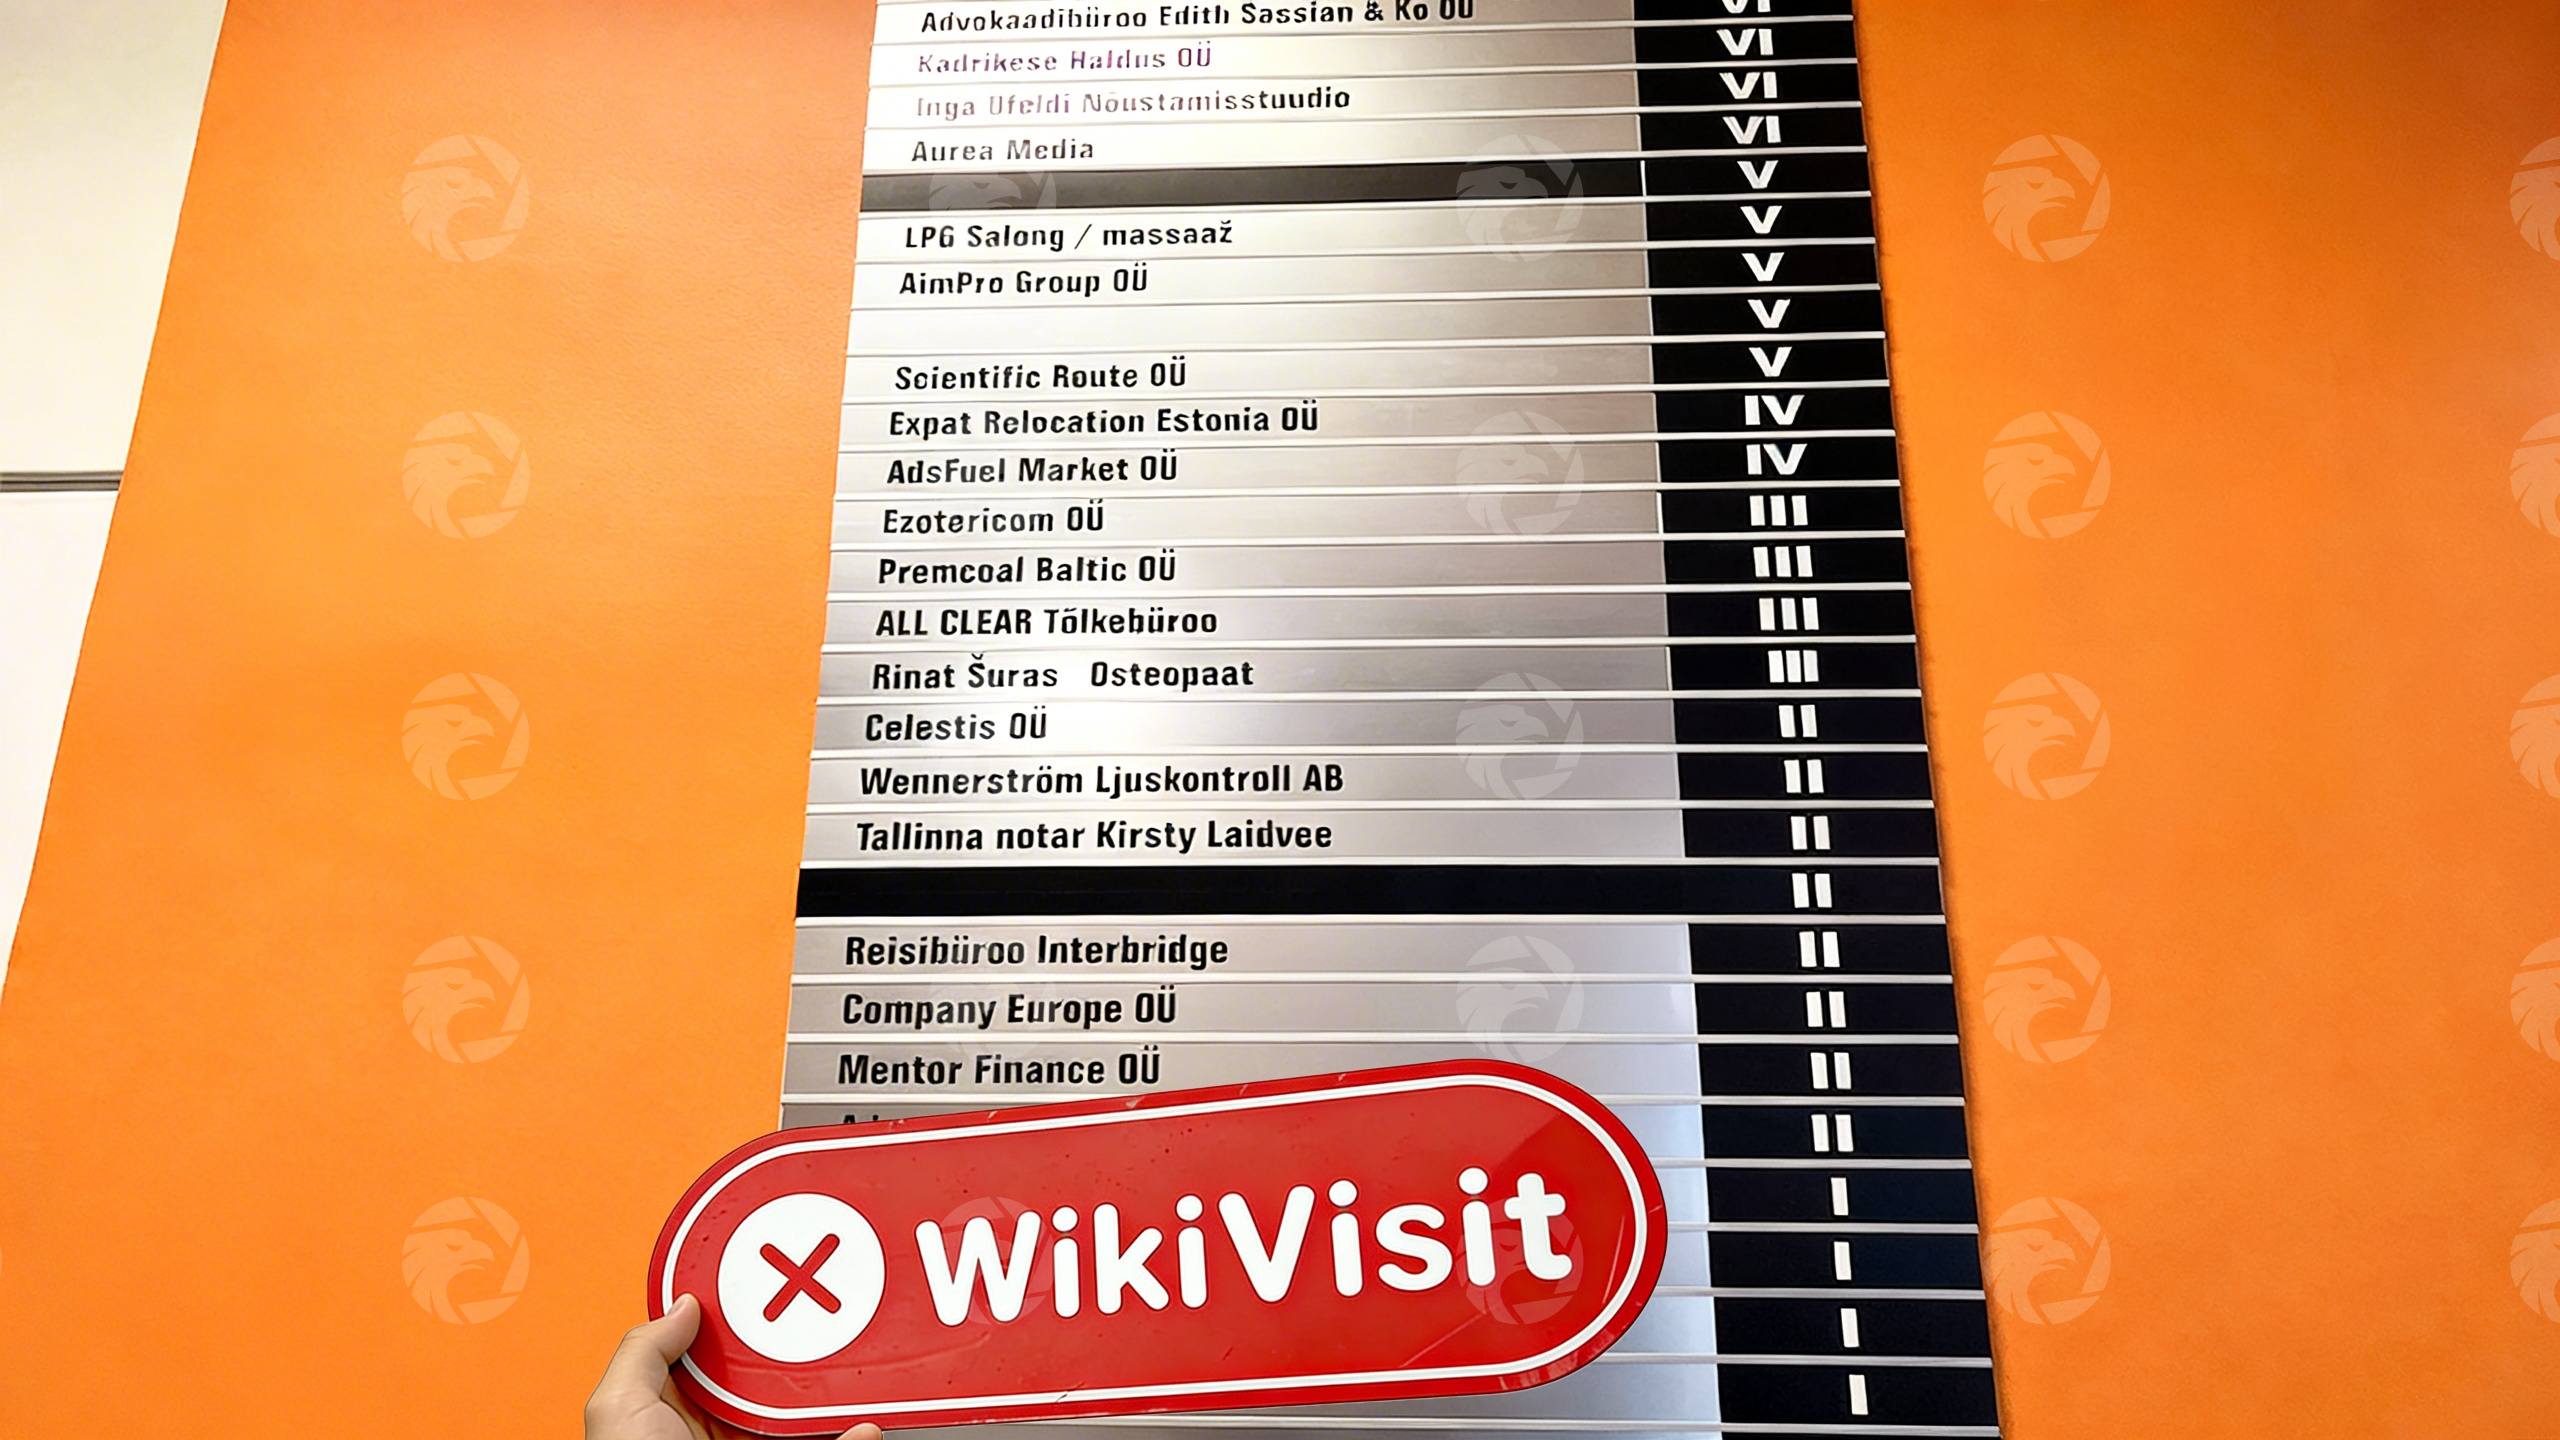 Advokaadibüroo Edith Sassian & Ko OÜ VI
Kadrikese Haldus OÜ VI
Inga Ufeldi Nõustamisstuudio VI
Aurea Media VI
V
LPG Salong / massaaž V
AimPro Group OÜ V
V
Scientific Route OÜ V
Expat Relocation Estonia OÜ IV
AdsFuel Market OÜ IV
Ezotericom OÜ III
Premcoal Baltic OÜ III
ALL CLEAR Tõlkebüroo III
Rinat Šuras Osteopaat III
Celestis OÜ II
Wennerström Ljuskontroll AB II
Tallinna notar Kirsty Laidvee II
II
Reisibüroo Interbridge II
Company Europe OÜ II
Mentor Finance OÜ II
II
I
I
I
I
WikiVisit